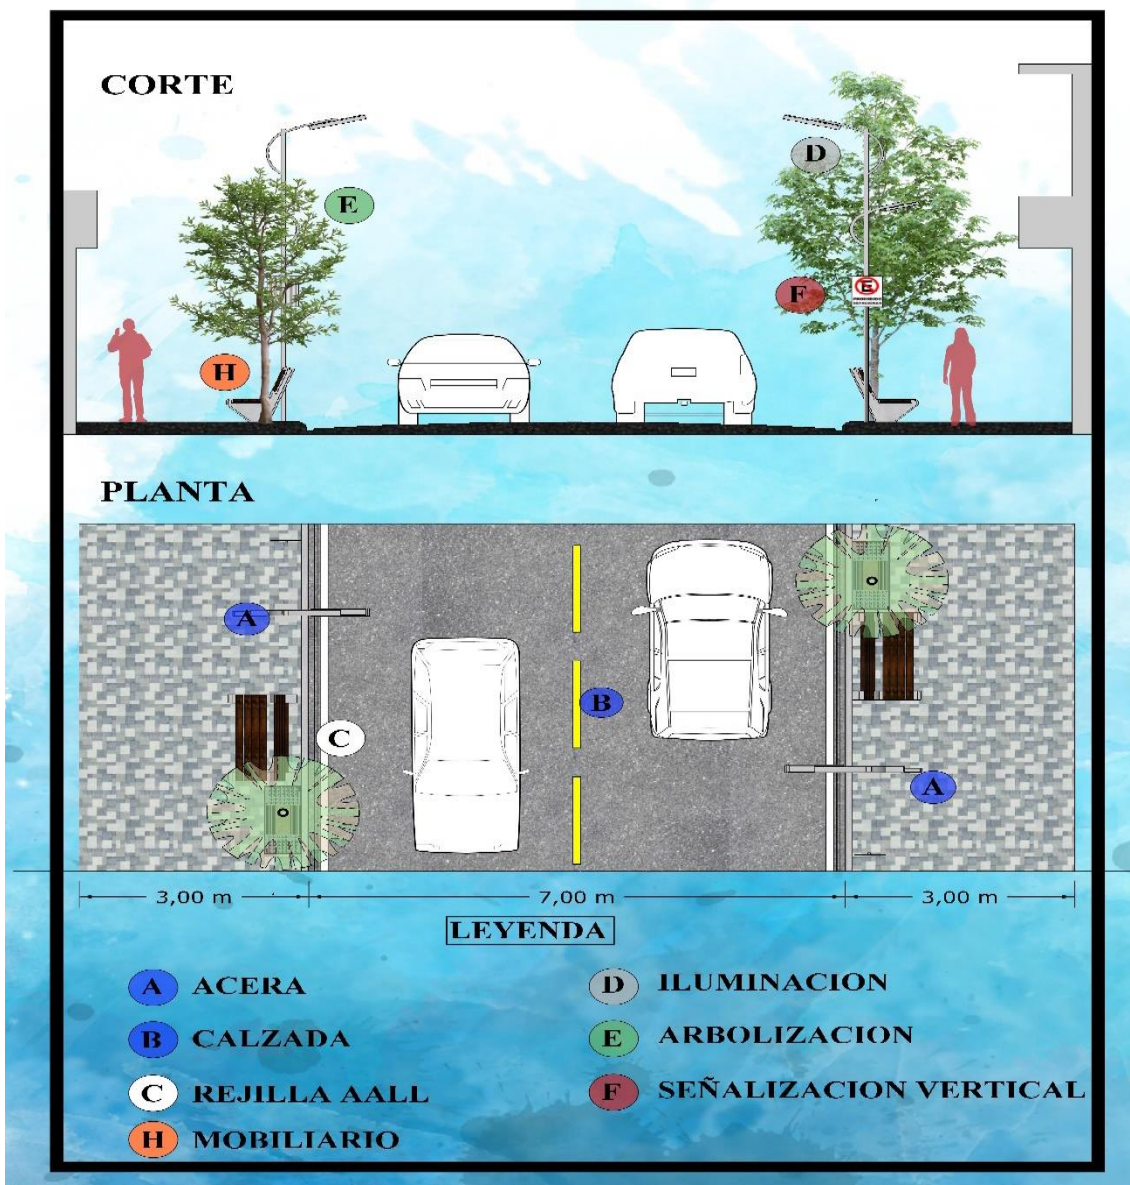 CORTE
D
E
F
E
H
PLANTA
A
B
C
A
3,00 m
7,00 m
3,00 m
LEYENDA
A ACERA
B CALZADA
C REJILLA AALL
H MOBILIARIO
D ILUMINACION
E ARBOLIZACION
F SEÑALIZACION VERTICAL